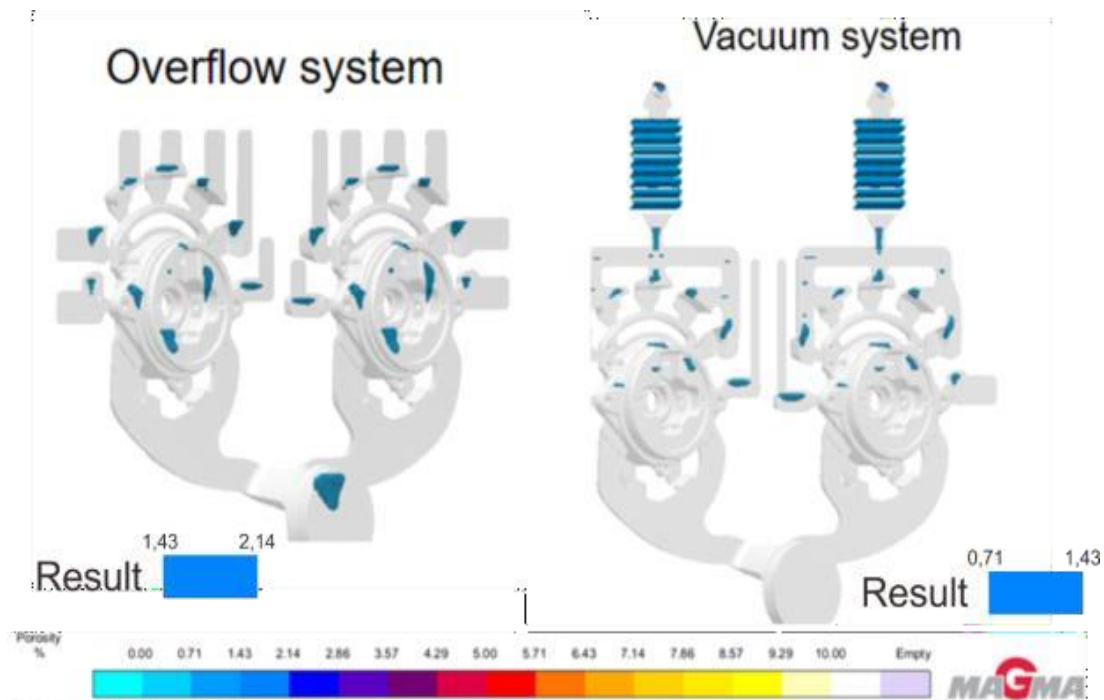 Overflow system
Vacuum system
1,43 2,14
Result
0,71 1,43
Result
Porosity
%
0.00 0.71 1.43 2.14 2.86 3.57 4.29 5.00 5.71 6.43 7.14 7.86 8.57 9.29 10.00 Empty
MAGMA